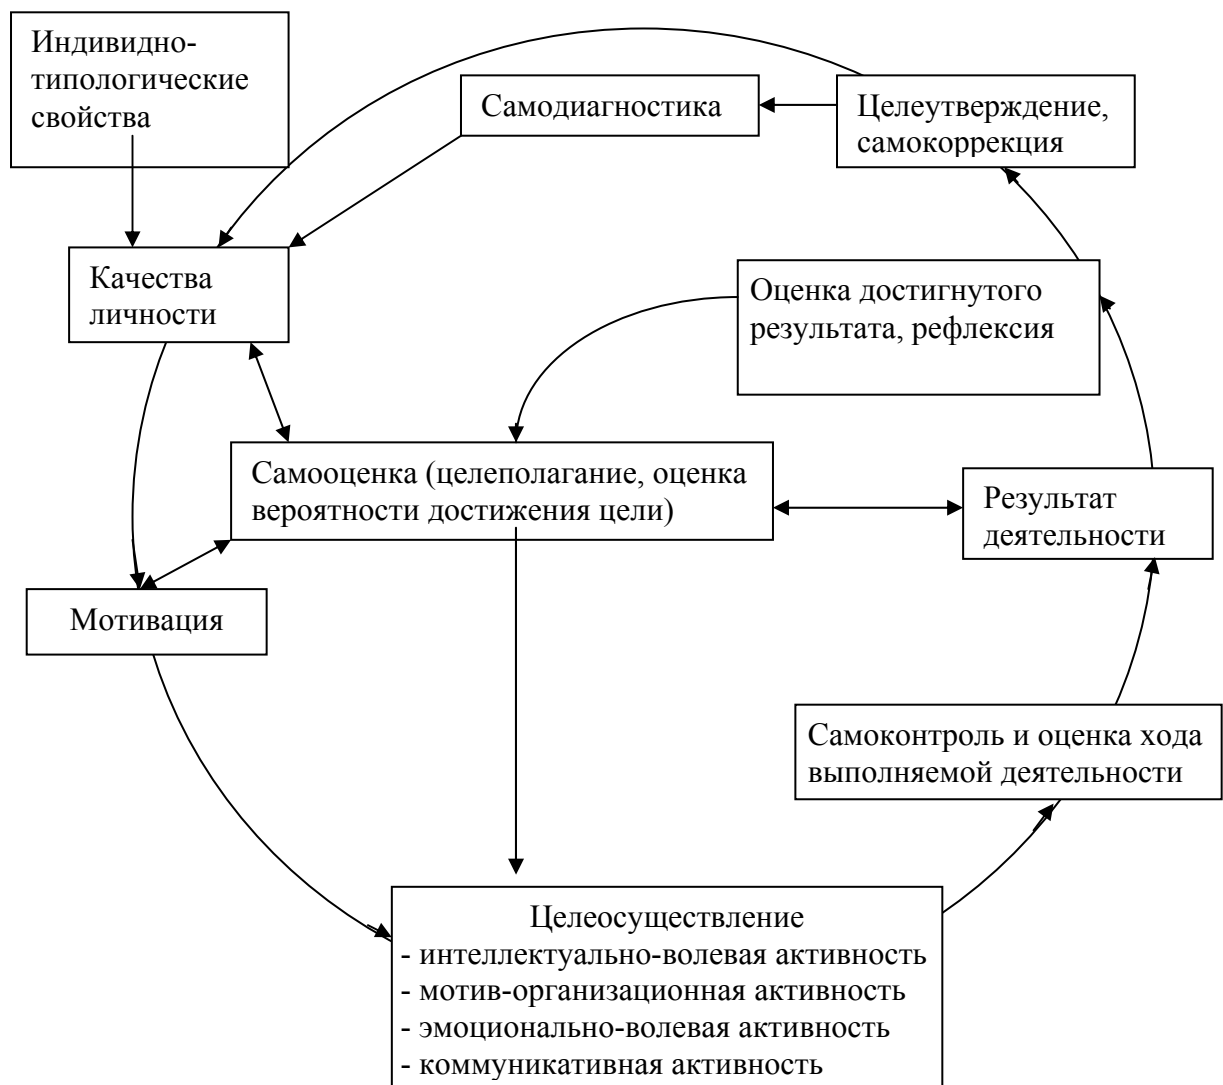 Индивидно-
типологические
свойства
Самодиагностика
Целеутверждение,
самокоррекция
Качества
личности
Оценка достигнутого
результата, рефлексия
Самооценка (целеполагание, оценка
вероятности достижения цели)
Результат
деятельности
Мотивация
Самоконтроль и оценка хода
выполняемой деятельности
Целеосуществление
- интеллектуально-волевая активность
- мотив-организационная активность
- эмоционально-волевая активность
- коммуникативная активность